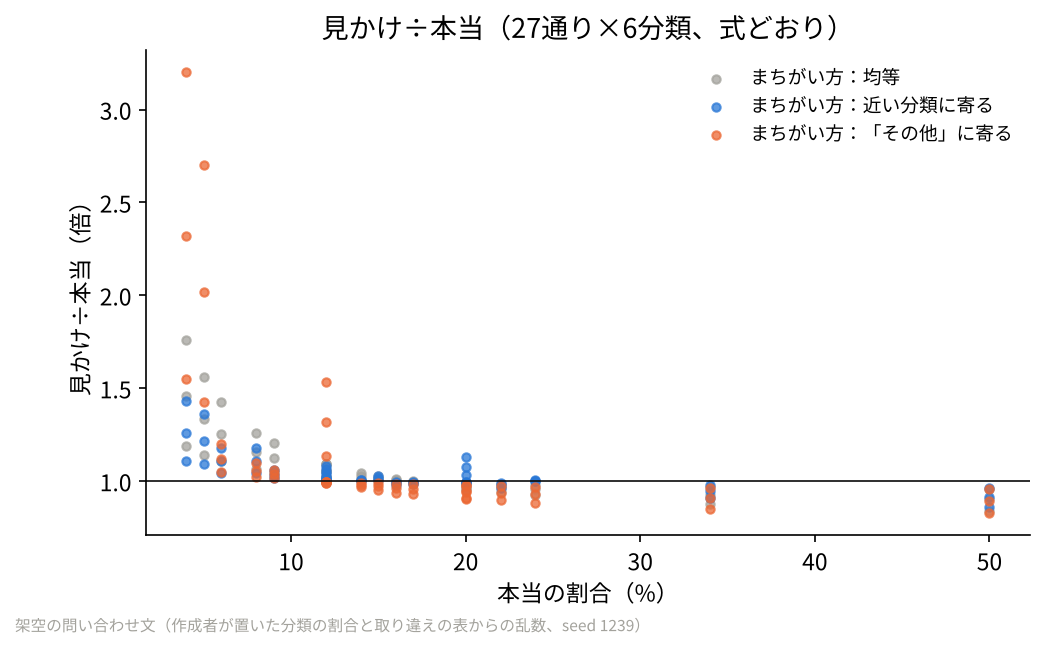 見かけ÷本当（27通り×6分類、式どおり）
まちがい方：均等
まちがい方：近い分類に寄る
まちがい方：「その他」に寄る
見かけ÷本当（倍）
3.0
2.5
2.0
1.5
1.0
10
20
30
40
50
本当の割合（%）
架空の問い合わせ文（作成者が置いた分類の割合と取り違えの表からの乱数、seed 1239）